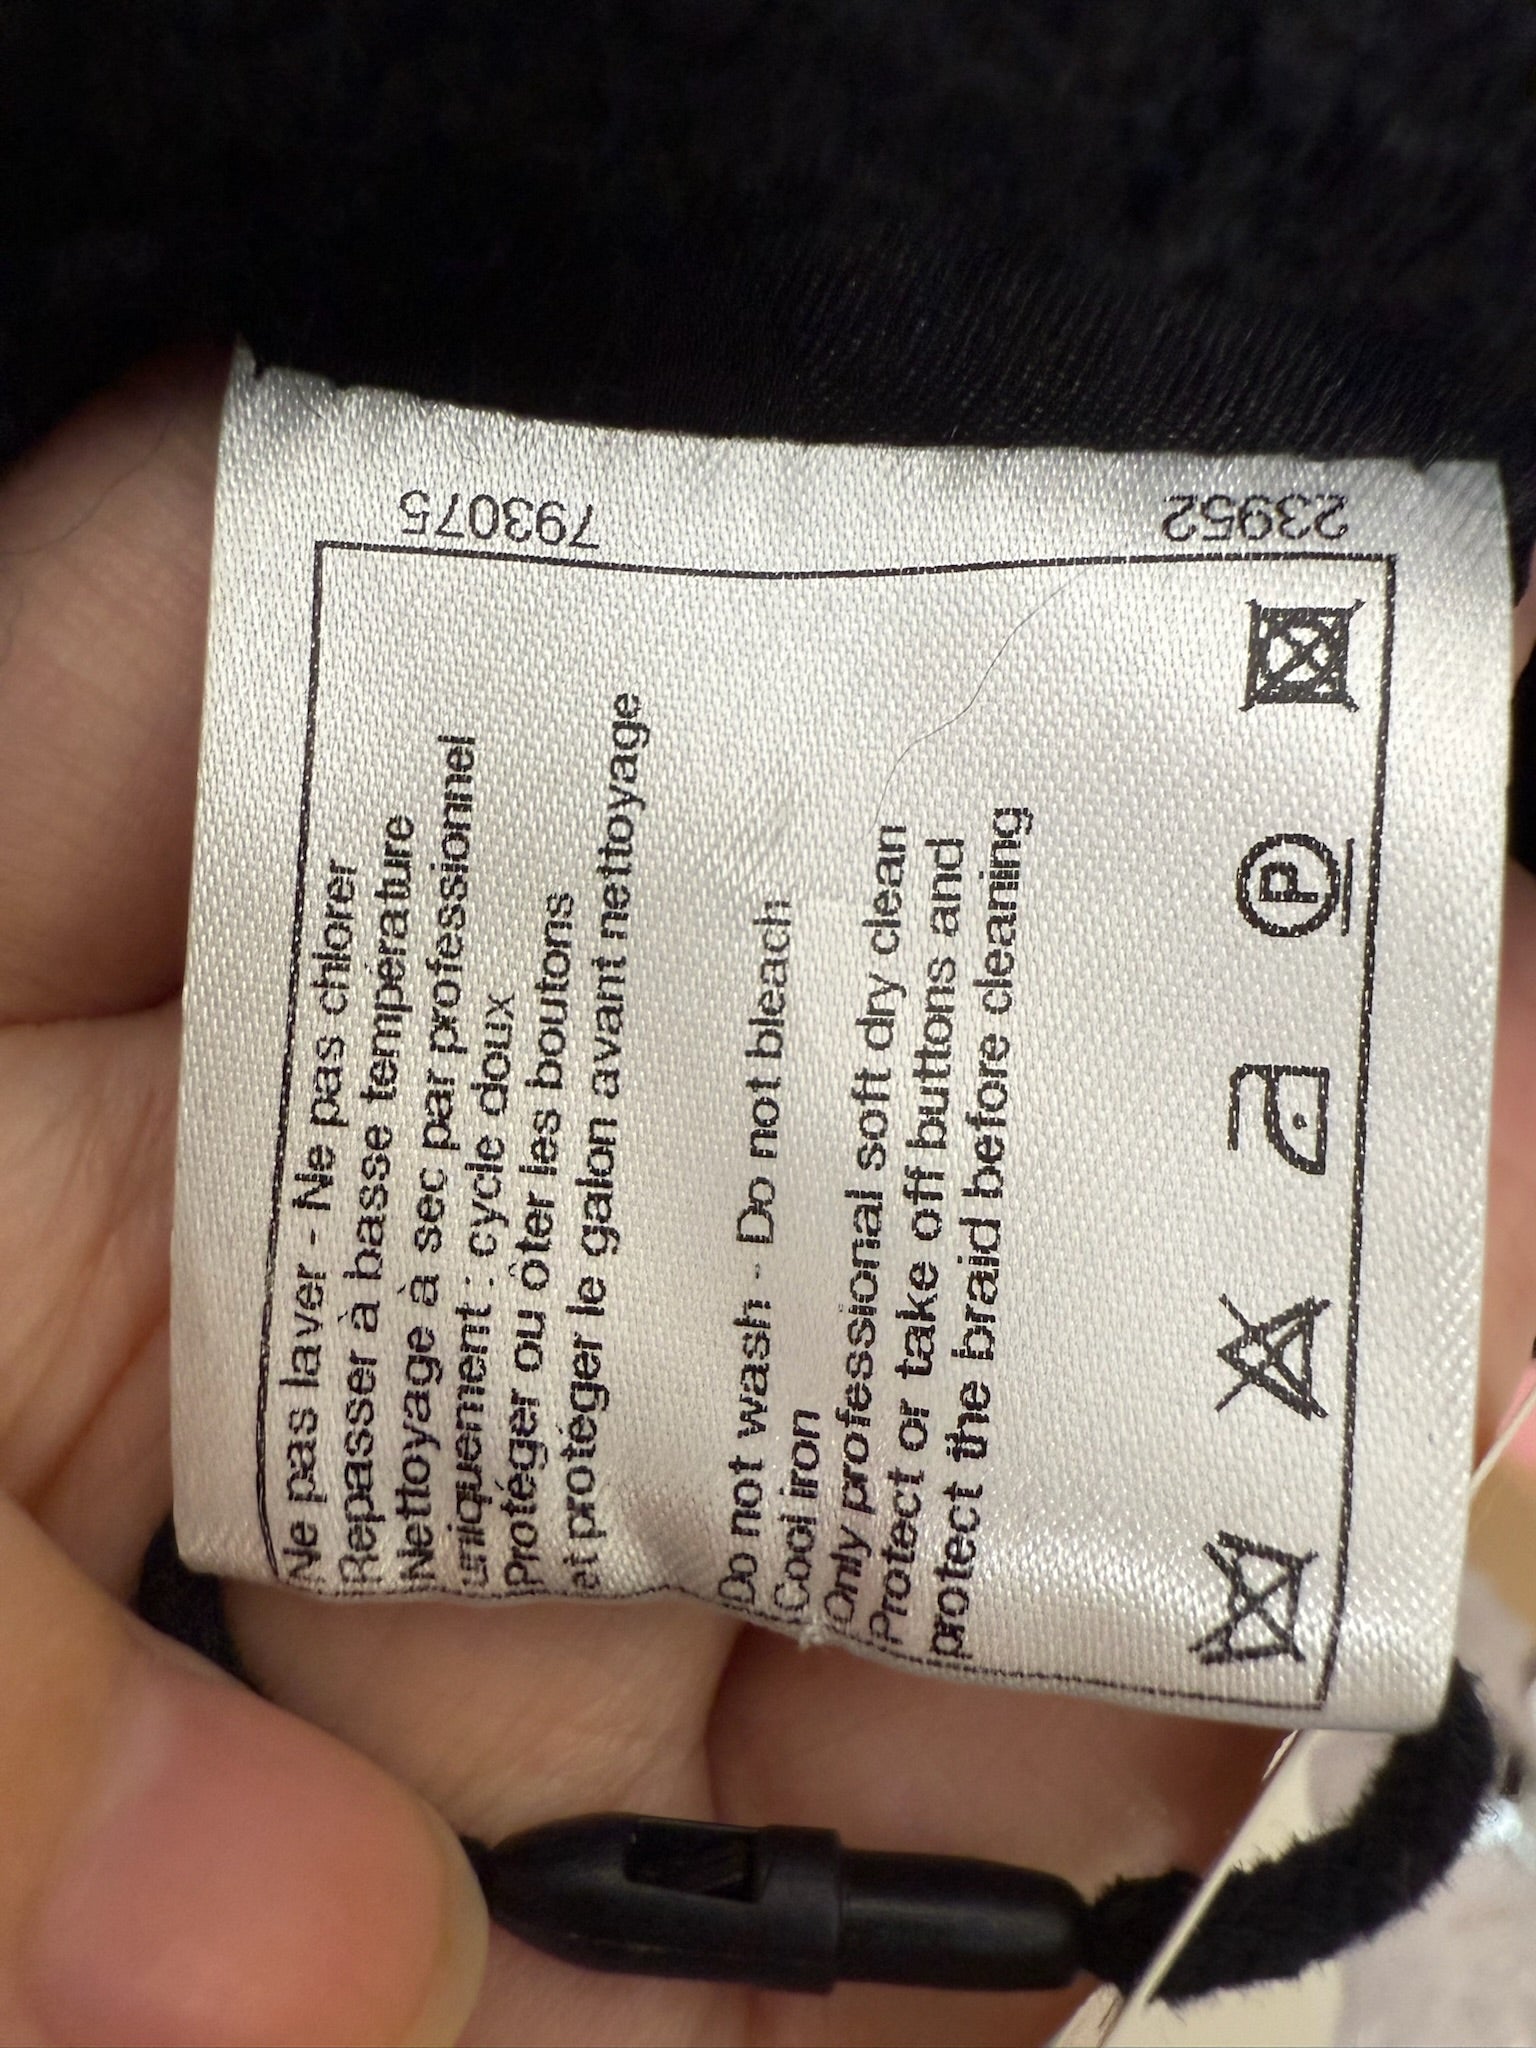 Ne pas laver - Ne pas chlorer
Repasser à basse température
Nettoyage à sec par professionnel
uniquement : cycle doux
Protéger ou ôter les boutons
et protéger le galon avant nettoyage
Do not wash - Do not bleach
Cool iron
Only professional soft dry clean
Protect or take off buttons and
protect the braid before cleaning
P
793075
23952